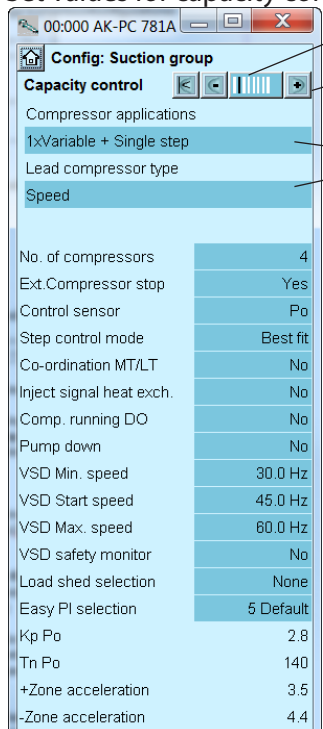 Set values for capacity con
00:000 AK-PC 781A
Config: Suction group
Capacity control
Compressor applications
1xVariable + Single step
Lead compressor type
Speed
No. of compressors 4
Ext.Compressor stop Yes
Control sensor Po
Step control mode Best fit
Co-ordination MT/LT No
Inject signal heat exch. No
Comp. running DO No
Pump down No
VSD Min. speed 30.0 Hz
VSD Start speed 45.0 Hz
VSD Max. speed 60.0 Hz
VSD safety monitor No
Load shed selection None
Easy PI selection 5 Default
Kp Po 2.8
Tn Po 140
+Zone acceleration 3.5
-Zone acceleration 4.4